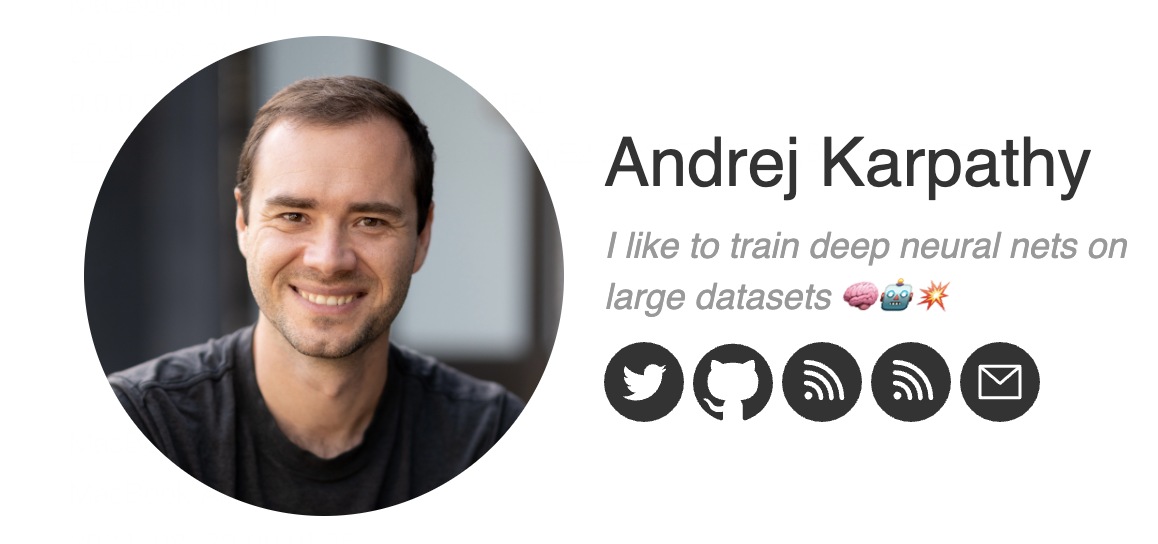 Andrej Karpathy
I like to train deep neural nets on
large datasets 🧠🤖💥